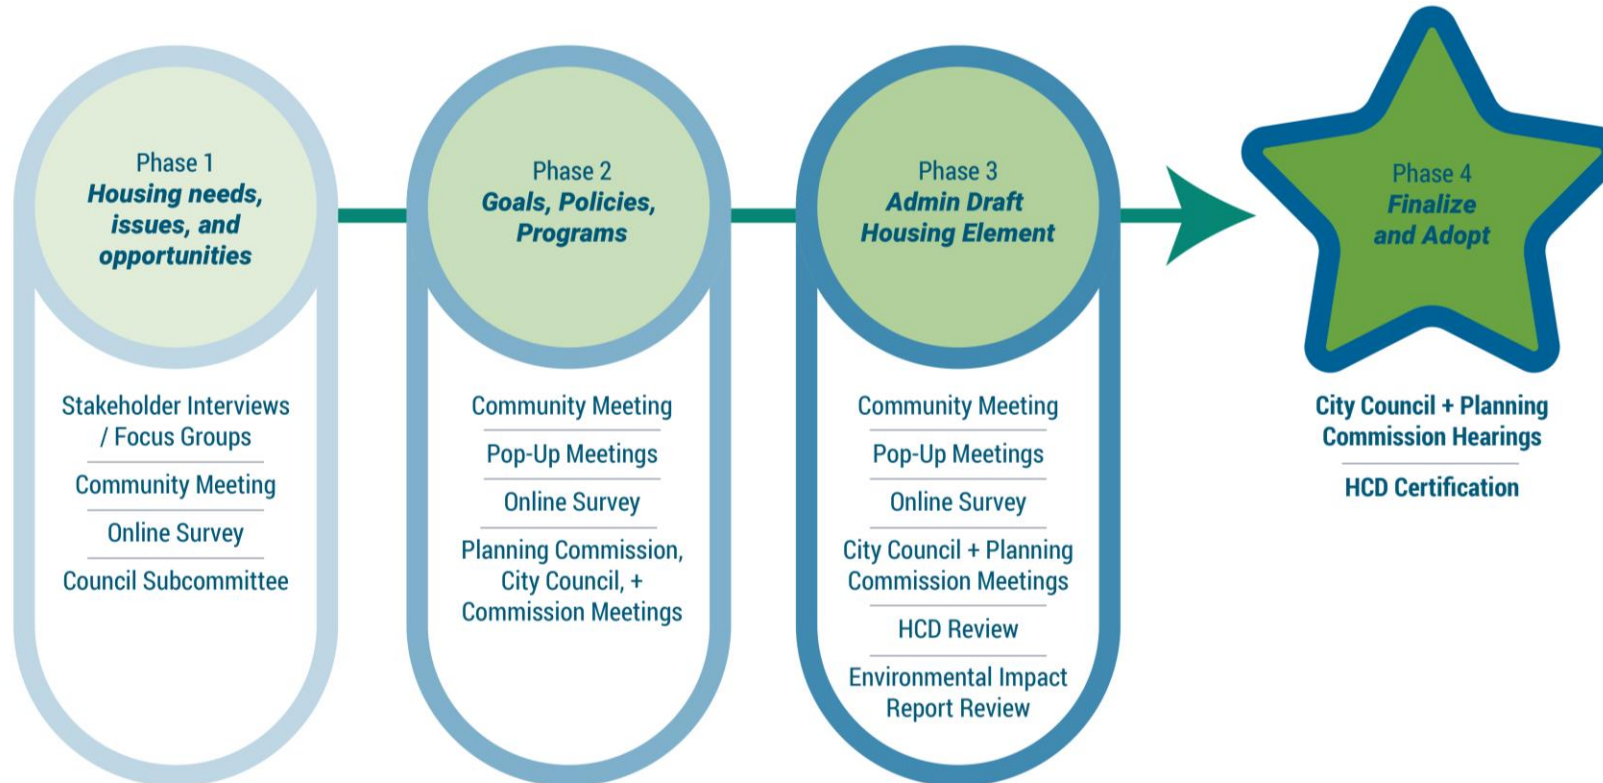 Phase 1
Housing needs,
issues, and
opportunities
Stakeholder Interviews
/ Focus Groups
Community Meeting
Online Survey
Council Subcommittee
Phase 2
Goals, Policies,
Programs
Community Meeting
Pop-Up Meetings
Online Survey
Planning Commission,
City Council, +
Commission Meetings
Phase 3
Admin Draft
Housing Element
Community Meeting
Pop-Up Meetings
Online Survey
City Council + Planning
Commission Meetings
HCD Review
Environmental Impact
Report Review
Phase 4
Finalize
and Adopt
City Council + Planning
Commission Hearings
HCD Certification